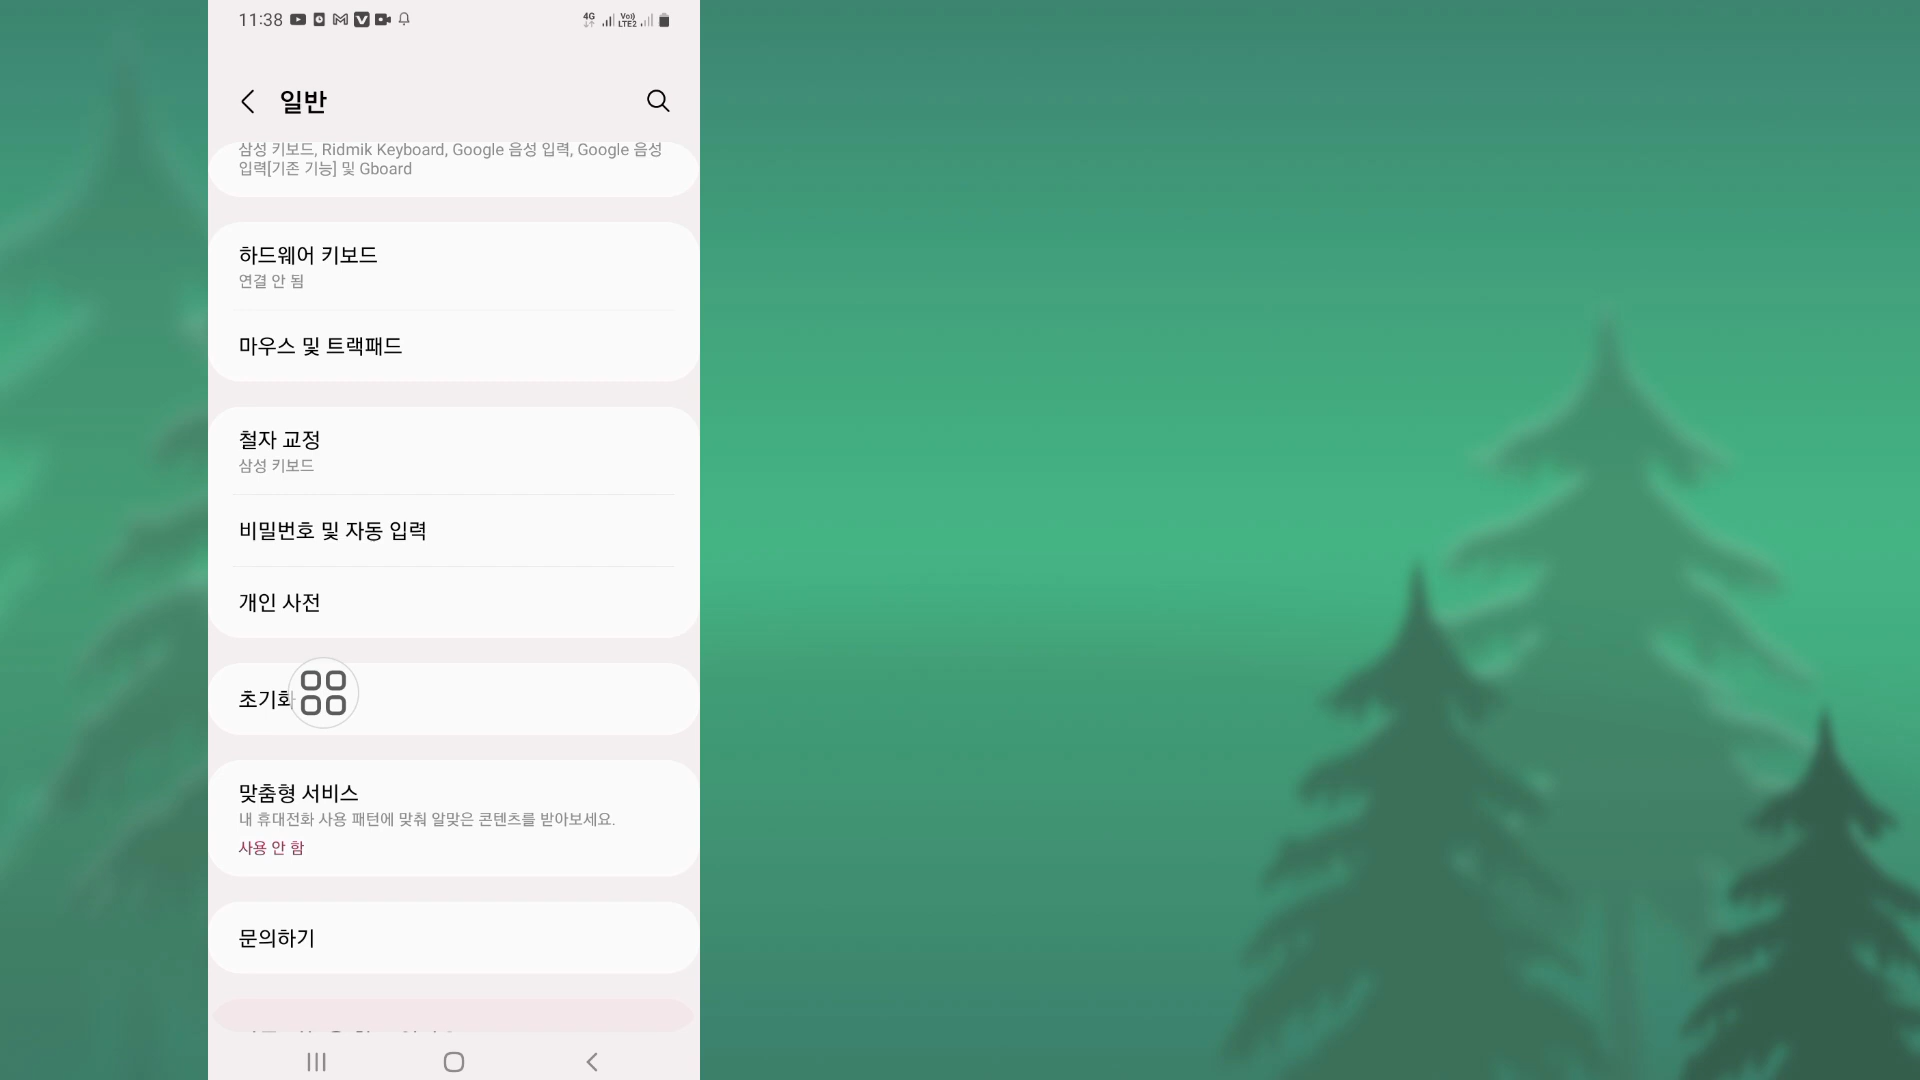 11:38
4G
Vo))
LTE2
일반
삼성 키보드, Ridmik Keyboard, Google 음성 입력, Google 음성
입력[기존 기능] 및 Gboard
하드웨어 키보드
연결 안 됨
마우스 및 트랙패드
철자 교정
삼성 키보드
비밀번호 및 자동 입력
개인 사전
초기화
맞춤형 서비스
내 휴대전화 사용 패턴에 맞춰 알맞은 콘텐츠를 받아보세요.
사용 안 함
문의하기